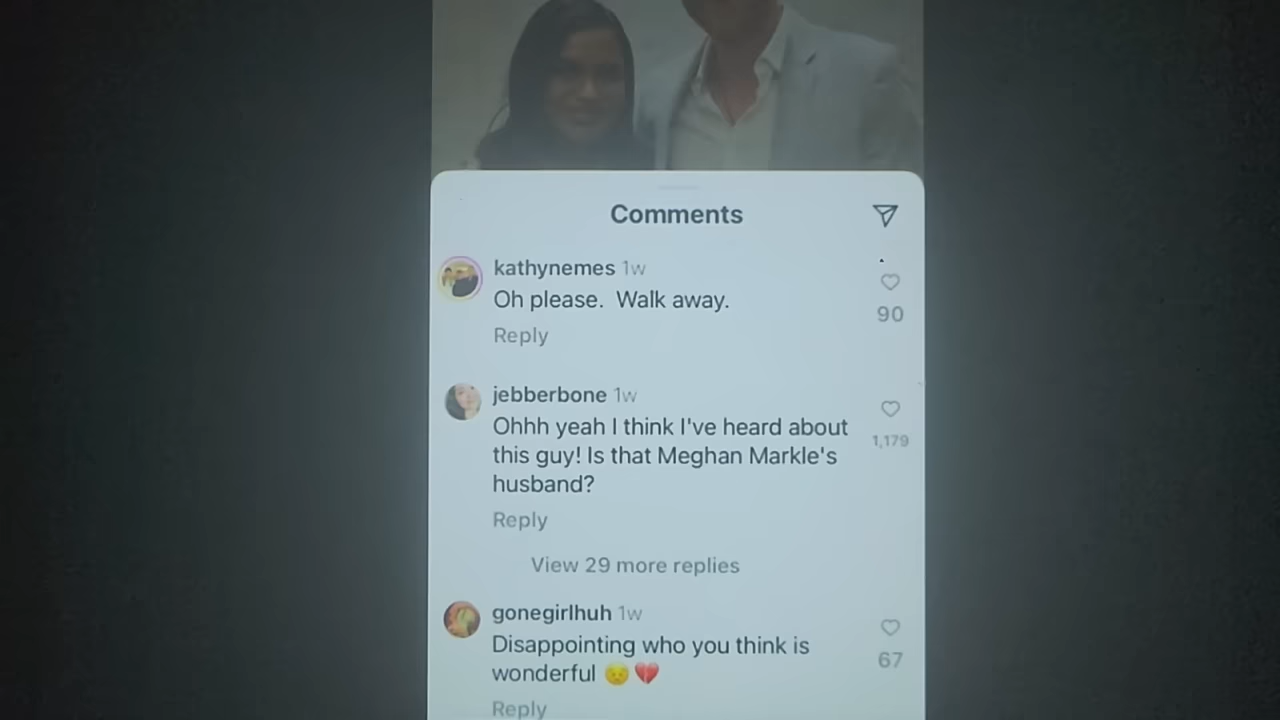 Comments
kathynemes 1w
Oh please.  Walk away.
90
Reply
jebberbone 1w
Ohhh yeah I think I've heard about
this guy! Is that Meghan Markle's
husband?
1,179
Reply
View 29 more replies
gonegirlhuh 1w
Disappointing who you think is
wonderful 😟💔
67
Reply